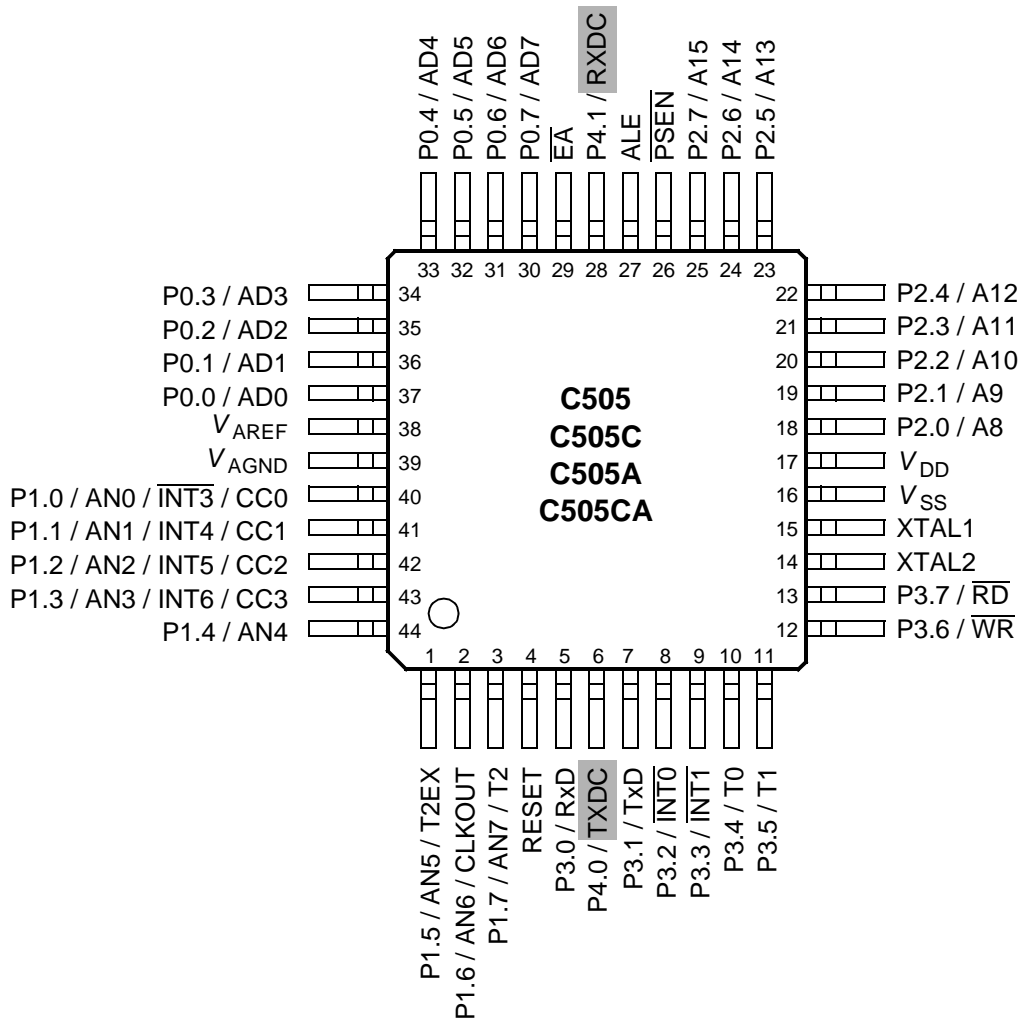 P0.4 / AD4
P0.5 / AD5
P0.6 / AD6
P0.7 / AD7
EA
P4.1 / RXDC
ALE
PSEN
P2.7 / A15
P2.6 / A14
P2.5 / A13
33 32 31 30 29 28 27 26 25 24 23
P0.3 / AD3 34
P0.2 / AD2 35
P0.1 / AD1 36
P0.0 / AD0 37
VAREF 38
VAGND 39
P1.0 / AN0 / INT3 / CC0 40
P1.1 / AN1 / INT4 / CC1 41
P1.2 / AN2 / INT5 / CC2 42
P1.3 / AN3 / INT6 / CC3 43
P1.4 / AN4 44
C505
C505C
C505A
C505CA
22 P2.4 / A12
21 P2.3 / A11
20 P2.2 / A10
19 P2.1 / A9
18 P2.0 / A8
17 VDD
16 VSS
15 XTAL1
14 XTAL2
13 P3.7 / RD
12 P3.6 / WR
1 2 3 4 5 6 7 8 9 10 11
P1.5 / AN5 / T2EX
P1.6 / AN6 / CLKOUT
P1.7 / AN7 / T2
RESET
P3.0 / RxD
P4.0 / TXDC
P3.1 / TxD
P3.2 / INT0
P3.3 / INT1
P3.4 / T0
P3.5 / T1